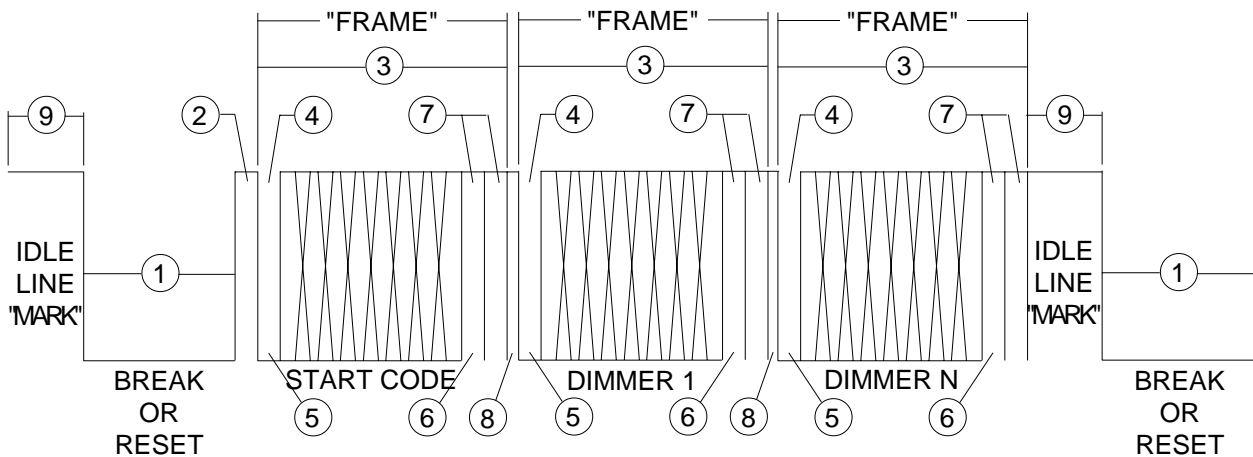 "FRAME" "FRAME" "FRAME"
3 3 3
9 2 4 7 4 7 4 7 9
IDLE
LINE
"MARK"
1
IDLE
LINE
"MARK"
1
BREAK
OR
RESET
START CODE
DIMMER 1
DIMMER N
BREAK
OR
RESET
5 6 8 5 6 8 5 6